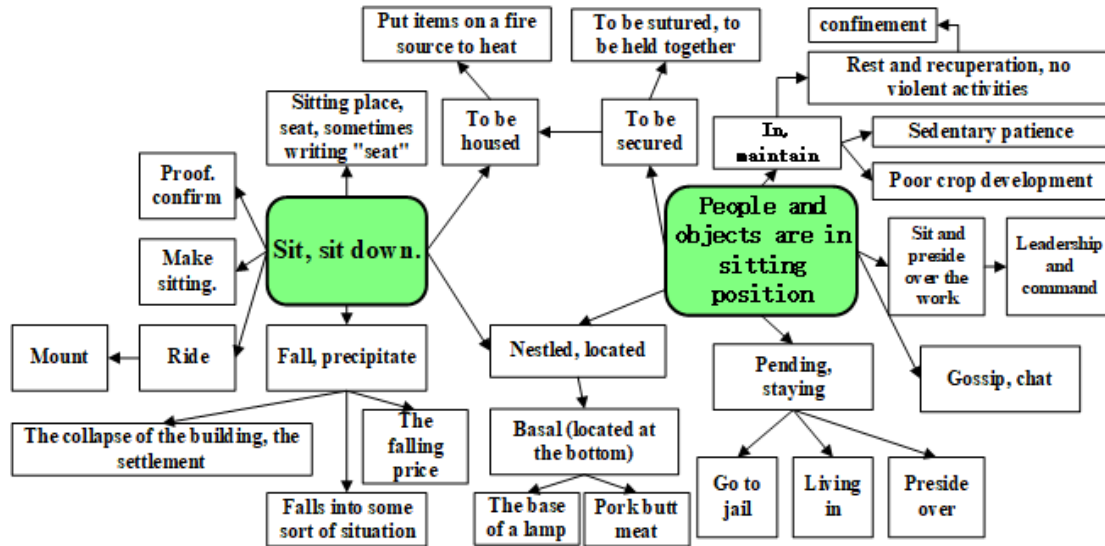 Put items on a fire
source to heat
To be sutured, to
be held together
confinement
Rest and recuperation, no
violent activities
Sitting place,
seat, sometimes
writing "seat"
To be
housed
To be
secured
In,
maintain
Sedentary patience
Poor crop development
Proof.
confirm
Make
sitting.
Mount
Ride
Sit, sit down.
People and
objects are in
sitting
position
Sit and
preside
over the
work
Leadership
and
command
Fall, precipitate
Nestled, located
Pending,
staying
Gossip, chat
The collapse of the building, the
settlement
The
falling
price
Basal (located at
the bottom)
Falls into some
sort of situation
The base
of a lamp
Pork butt
meat
Go to
jail
Living
in
Preside
over